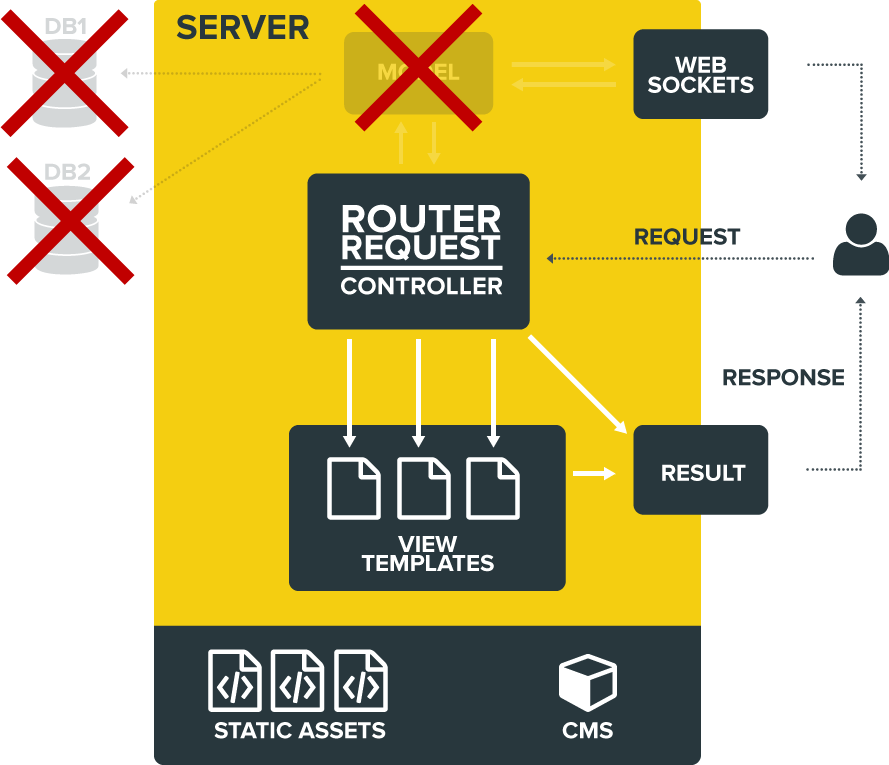 DB1
SERVER
MODEL
WEB
SOCKETS
DB2
ROUTER
REQUEST
CONTROLLER
REQUEST
RESPONSE
RESULT
VIEW
TEMPLATES
</>
</>
</>
STATIC ASSETS
CMS